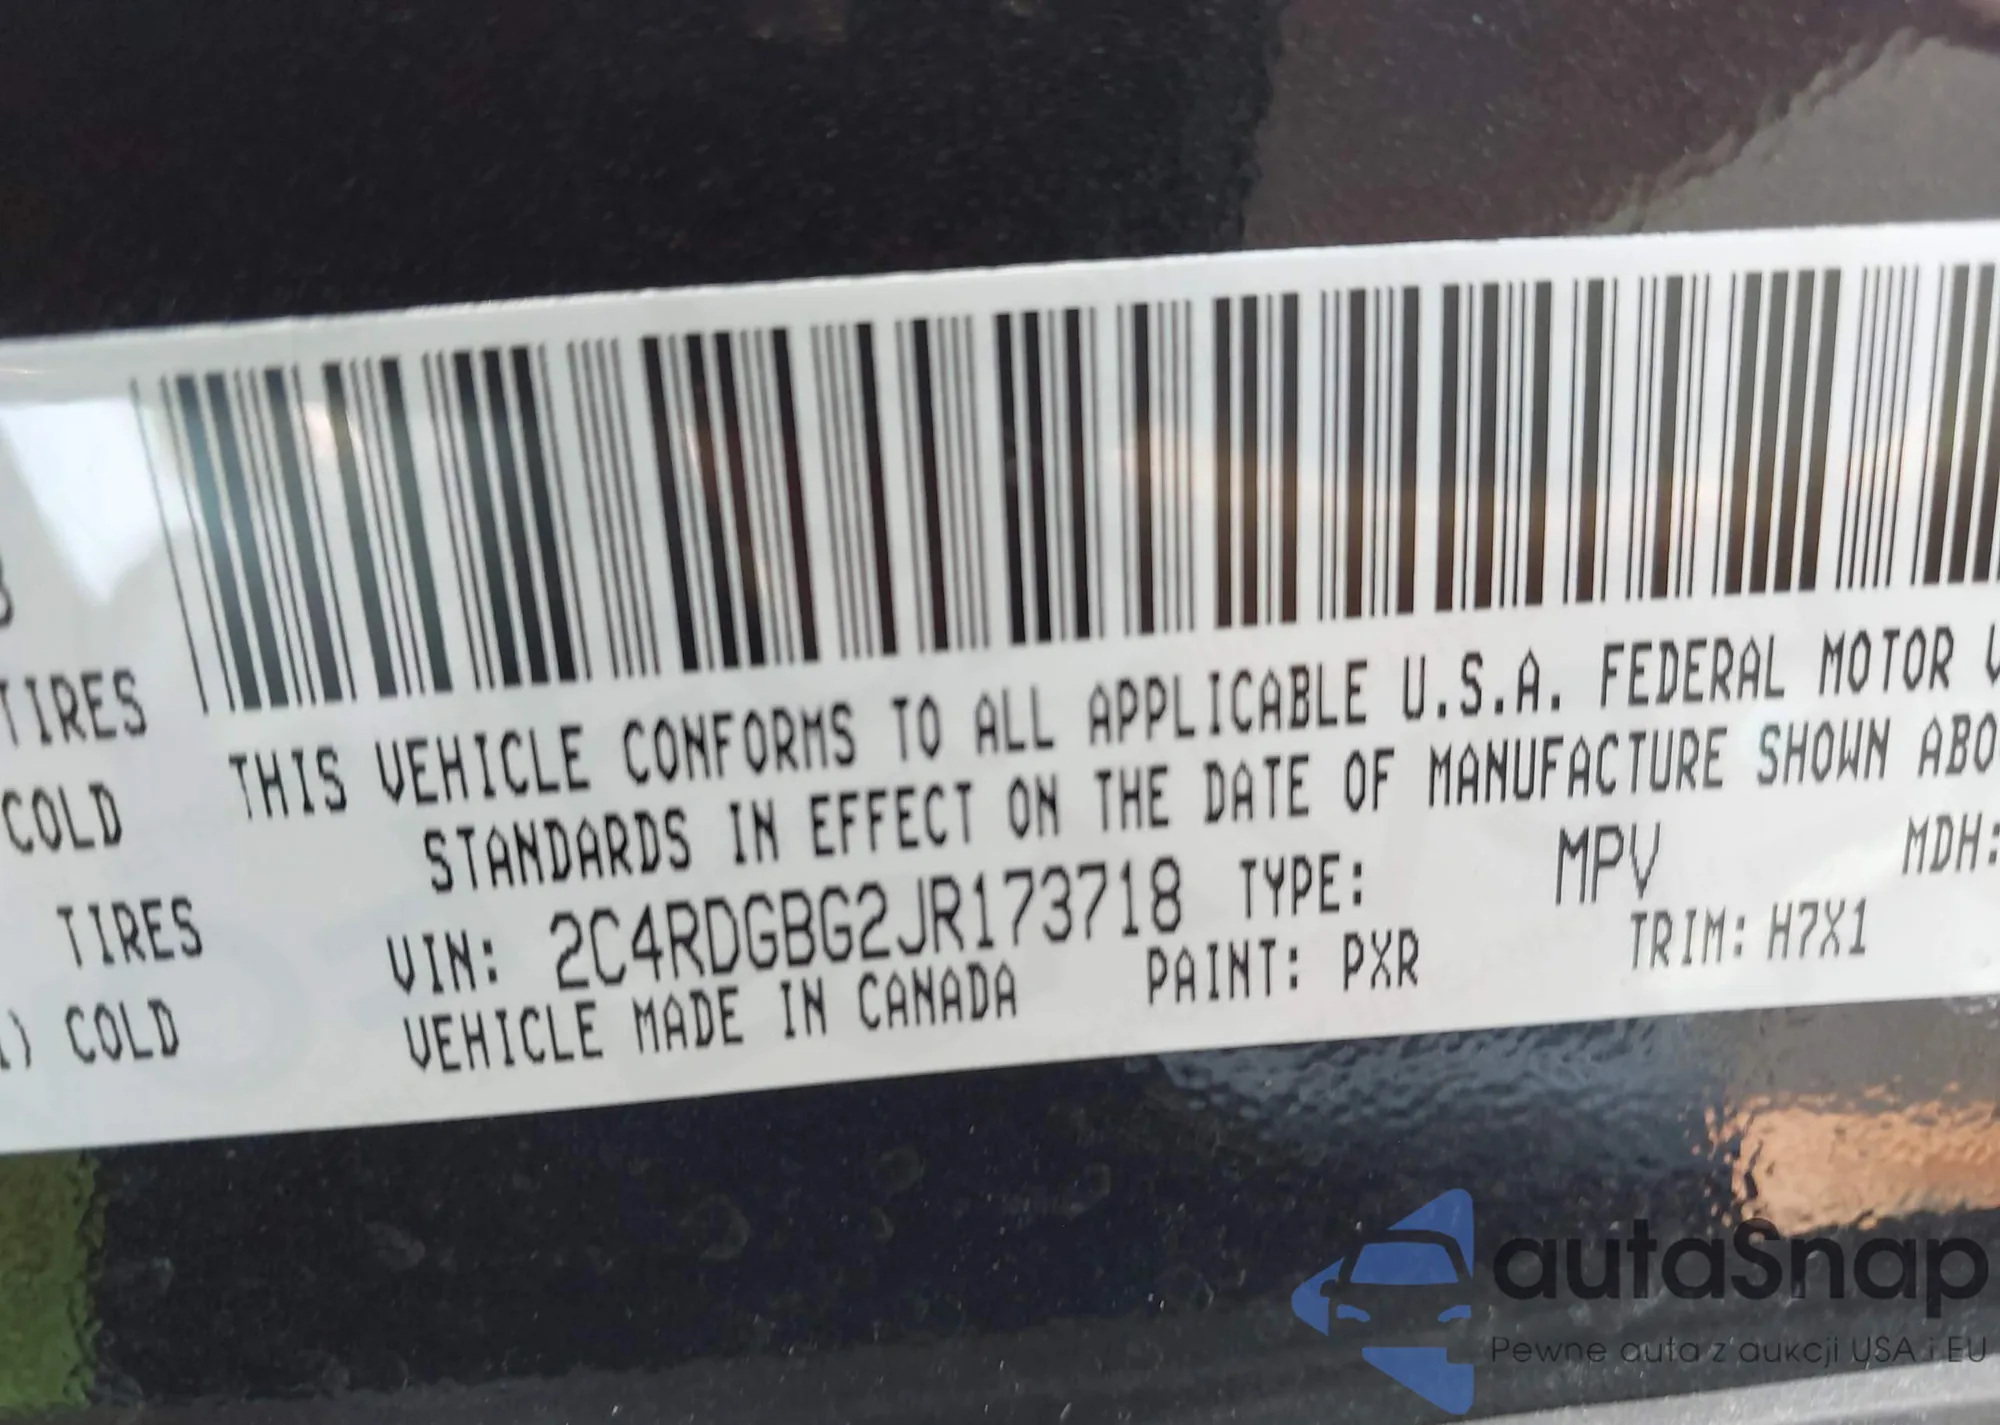 TIRES
COLD
TIRES
COLD
THIS VEHICLE CONFORMS TO ALL APPLICABLE U.S.A. FEDERAL MOTOR V
STANDARDS IN EFFECT ON THE DATE OF MANUFACTURE SHOWN ABO
VIN: 2C4RDGBG2JR173718 TYPE: MPV MDH:
VEHICLE MADE IN CANADA PAINT: PXR TRIM: H7X1
autaSnap
Pewne auta z aukcji USA i EU